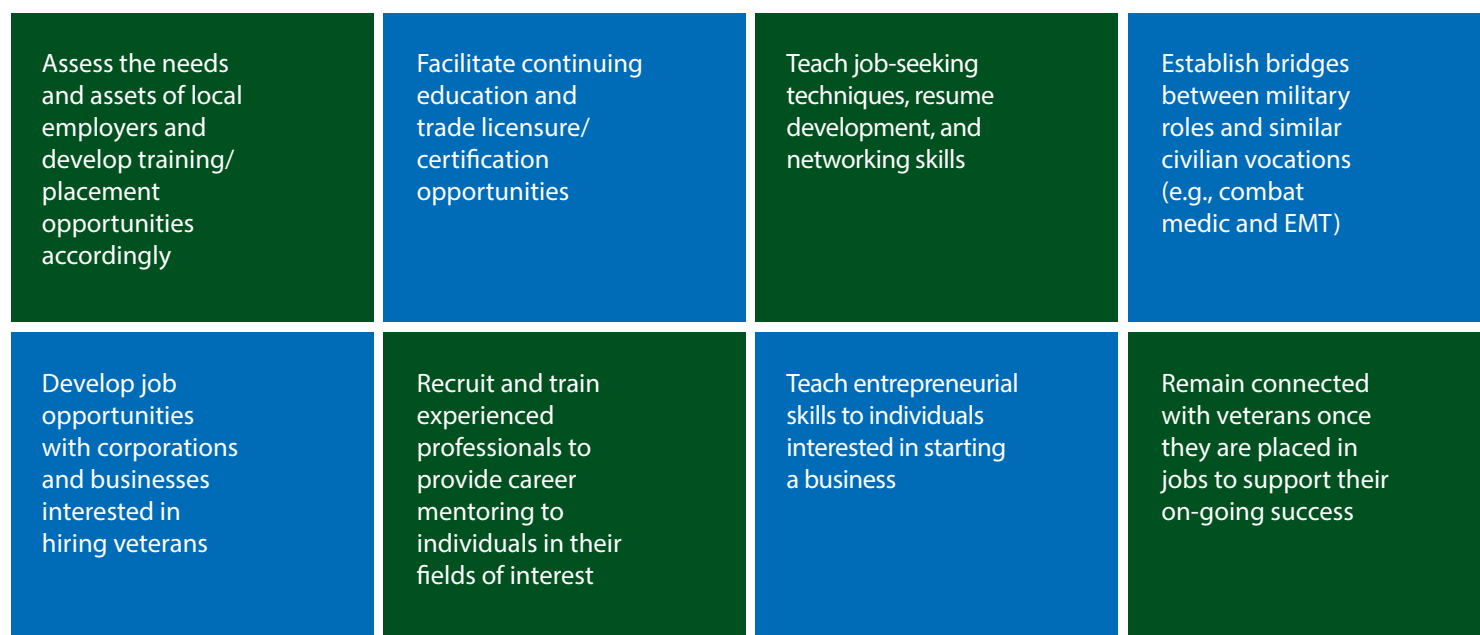 Assess the needs
and assets of local
employers and
develop training/
placement
opportunities
accordingly
Facilitate continuing
education and
trade licensure/
certification
opportunities
Teach job-seeking
techniques, resume
development, and
networking skills
Establish bridges
between military
roles and similar
civilian vocations
(e.g., combat
medic and EMT)
Develop job
opportunities
with corporations
and businesses
interested in
hiring veterans
Recruit and train
experienced
professionals to
provide career
mentoring to
individuals in their
fields of interest
Teach entrepreneurial
skills to individuals
interested in starting
a business
Remain connected
with veterans once
they are placed in
jobs to support their
on-going success